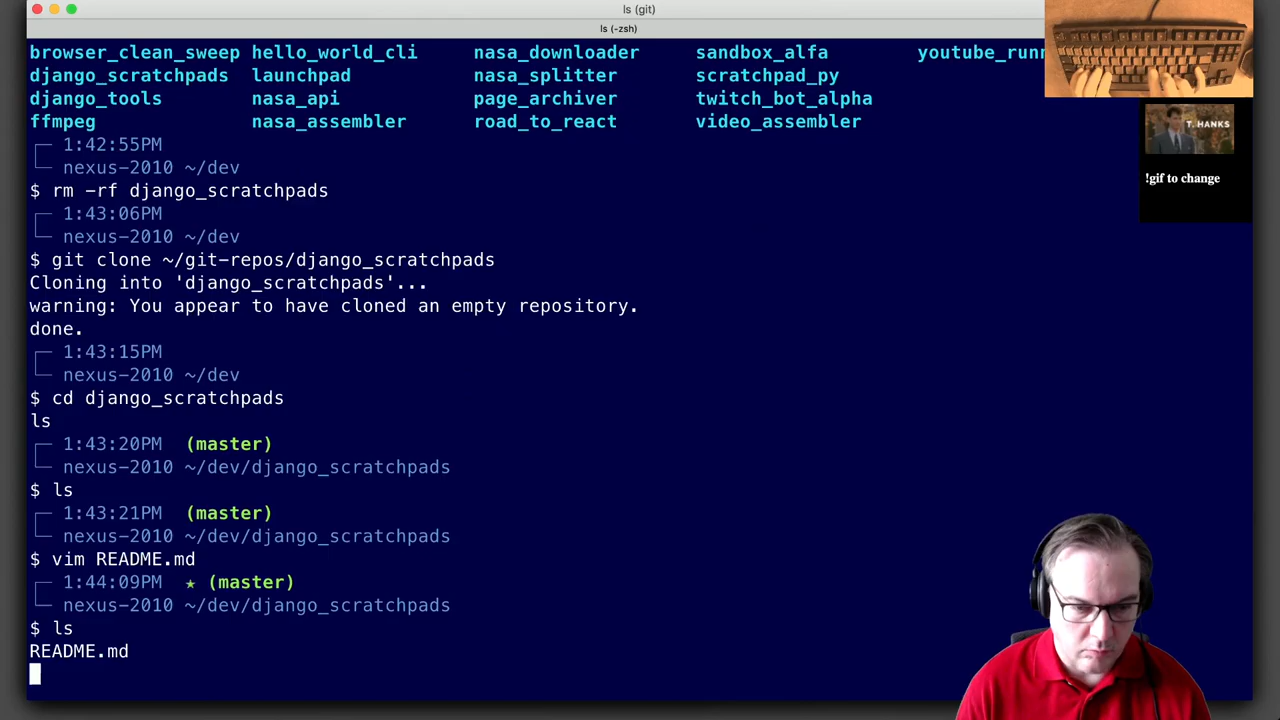 ls (git)
ls (-zsh)
browser_clean_sweep hello_world_cli nasa_downloader sandbox_alfa
django_scratchpads launchpad nasa_splitter scratchpad_py
django_tools nasa_api page_archiver twitch_bot_alpha
ffmpeg nasa_assembler road_to_react video_assembler
1:42:55PM
nexus-2010 ~/dev
$ rm -rf django_scratchpads
1:43:06PM
nexus-2010 ~/dev
$ git clone ~/git-repos/django_scratchpads
Cloning into 'django_scratchpads'...
warning: You appear to have cloned an empty repository.
done.
1:43:15PM
nexus-2010 ~/dev
$ cd django_scratchpads
ls
1:43:20PM (master)
nexus-2010 ~/dev/django_scratchpads
$ ls
1:43:21PM (master)
nexus-2010 ~/dev/django_scratchpads
$ vim README.md
1:44:09PM ★ (master)
nexus-2010 ~/dev/django_scratchpads
$ ls
README.md
T. HANKS
!gif to change